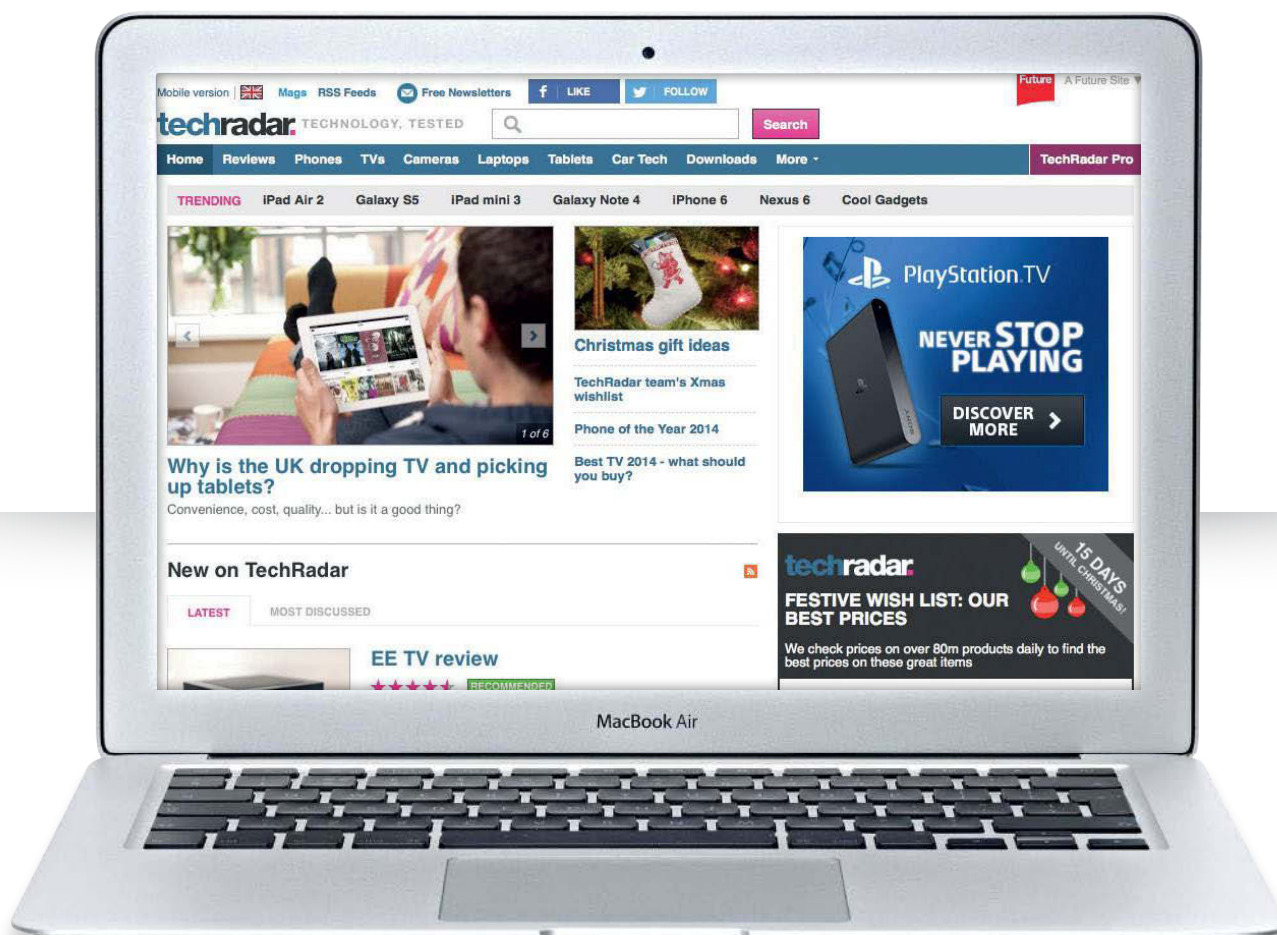 Mobile version | Mags RSS Feeds Free Newsletters f LIKE FOLLOW Future A Future Site ▼
techradar. TECHNOLOGY, TESTED Search
Home Reviews Phones TVs Cameras Laptops Tablets Car Tech Downloads More TechRadar Pro
TRENDING iPad Air 2 Galaxy S5 iPad mini 3 Galaxy Note 4 iPhone 6 Nexus 6 Cool Gadgets
1 of 6
Why is the UK dropping TV and picking
up tablets?
Convenience, cost, quality... but is it a good thing?
Christmas gift ideas
TechRadar team's Xmas
wishlist
Phone of the Year 2014
Best TV 2014 - what should
you buy?
PlayStation.TV
NEVER STOP
PLAYING
DISCOVER
MORE
SONY
New on TechRadar
LATEST MOST DISCUSSED
EE TV review
RECOMMENDED
techradar.
15 DAYS
UNTIL CHRISTMAS!
FESTIVE WISH LIST: OUR
BEST PRICES
We check prices on over 80m products daily to find the
best prices on these great items
MacBook Air